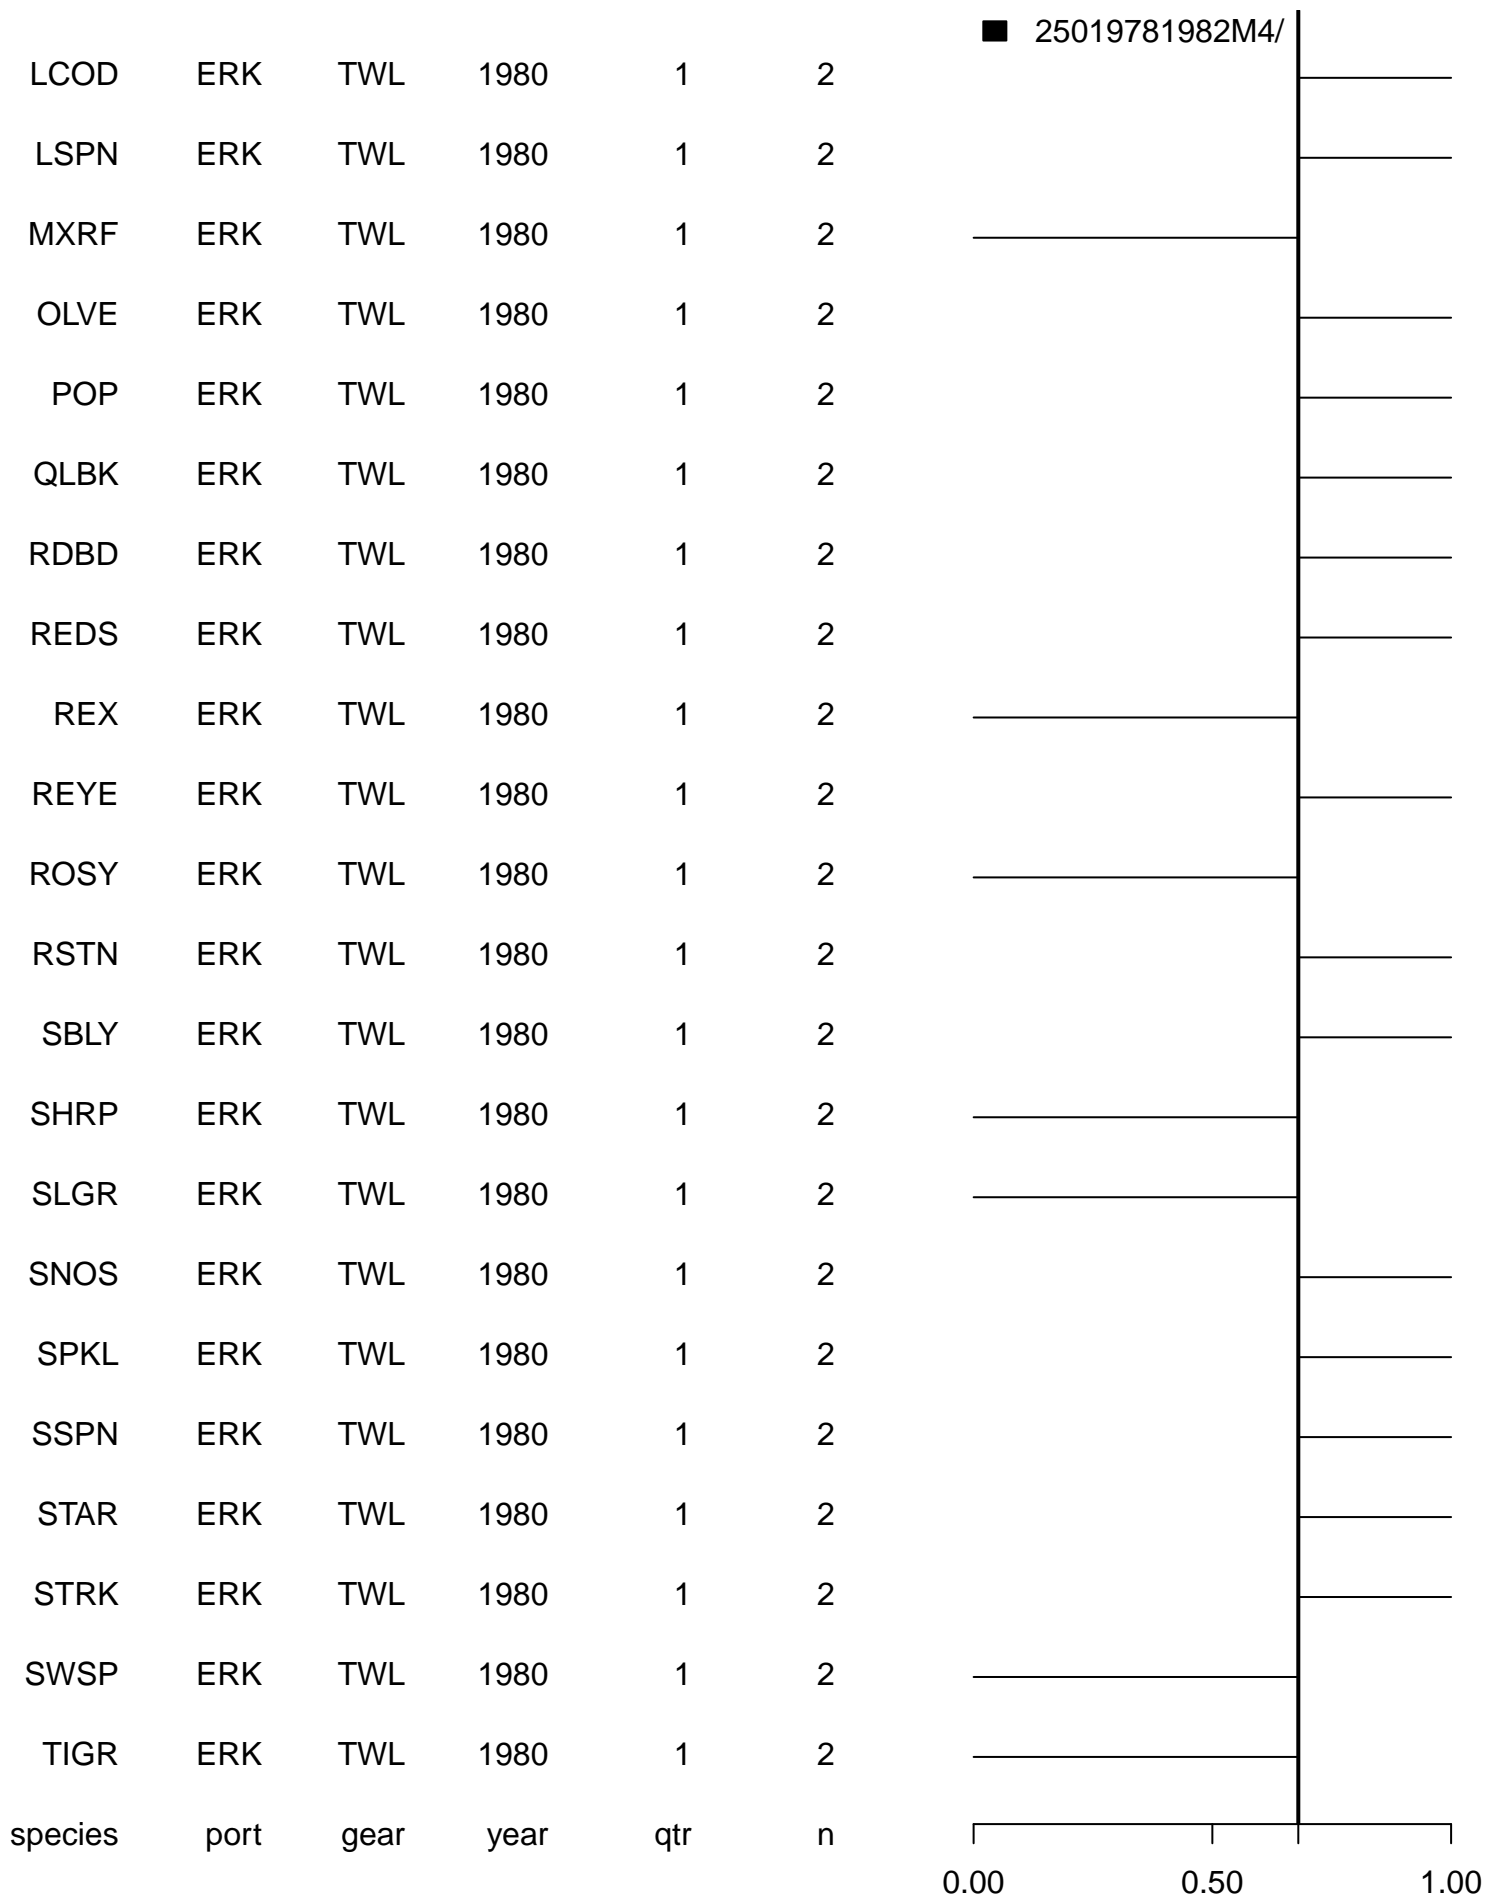 25019781982M4/
LCOD ERK TWL 1980 1 2
LSPN ERK TWL 1980 1 2
MXRF ERK TWL 1980 1 2
OLVE ERK TWL 1980 1 2
POP ERK TWL 1980 1 2
QLBK ERK TWL 1980 1 2
RDBD ERK TWL 1980 1 2
REDS ERK TWL 1980 1 2
REX ERK TWL 1980 1 2
REYE ERK TWL 1980 1 2
ROSY ERK TWL 1980 1 2
RSTN ERK TWL 1980 1 2
SBLY ERK TWL 1980 1 2
SHRP ERK TWL 1980 1 2
SLGR ERK TWL 1980 1 2
SNOS ERK TWL 1980 1 2
SPKL ERK TWL 1980 1 2
SSPN ERK TWL 1980 1 2
STAR ERK TWL 1980 1 2
STRK ERK TWL 1980 1 2
SWSP ERK TWL 1980 1 2
TIGR ERK TWL 1980 1 2
species port gear year qtr n
0.00 0.50 1.00